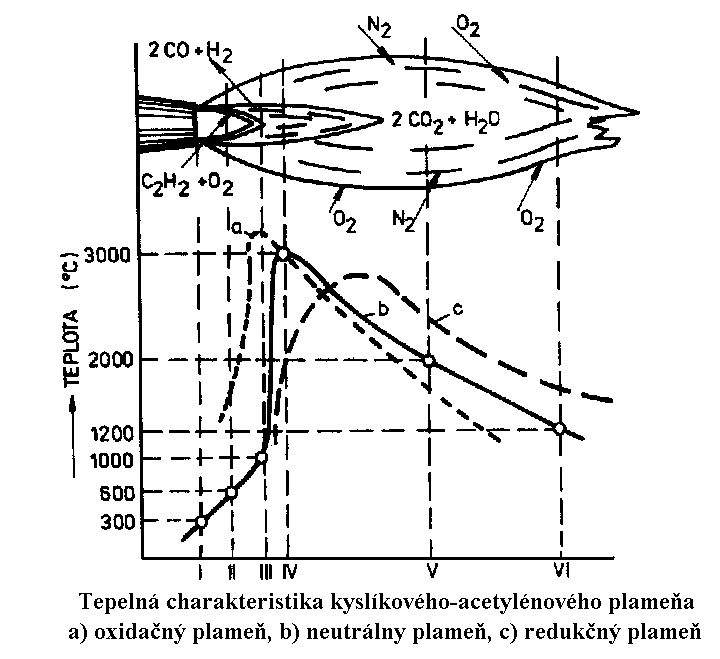 N2
O2
2 CO + H2
2 CO2 + H2O
C2H2 + O2
O2
N2
O2
a
3000
b
c
2000
1200
1000
600
300
TEPLOTA (°C)
I II III IV V VI
Tepelná charakteristika kyslíkového-acetylénového plameňa
a) oxidačný plameň, b) neutrálny plameň, c) redukčný plameň